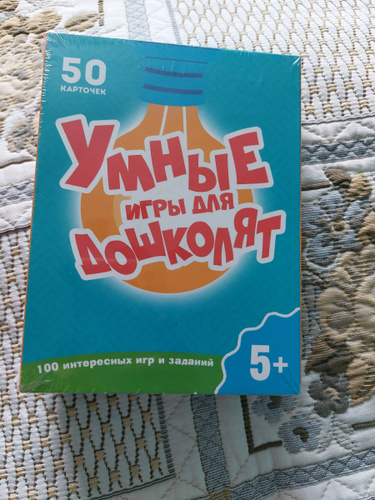 50
КАРТОЧЕК
УМНЫЕ
ИГРЫ ДЛЯ
ДОШКОЛЯТ
100 интересных игр и заданий
5+